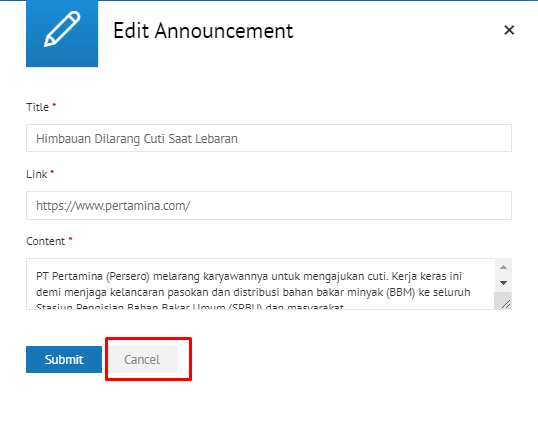 Edit Announcement
×
Title *
Himbauan Dilarang Cuti Saat Lebaran
Link *
https://www.pertamina.com/
Content *
PT Pertamina (Persero) melarang karyawannya untuk mengajukan cuti. Kerja keras ini
demi menjaga kelancaran pasokan dan distribusi bahan bakar minyak (BBM) ke seluruh
Stasiun Pengisian Bahan Bakar Umum (SPBU) dan masyarakat
Submit
Cancel